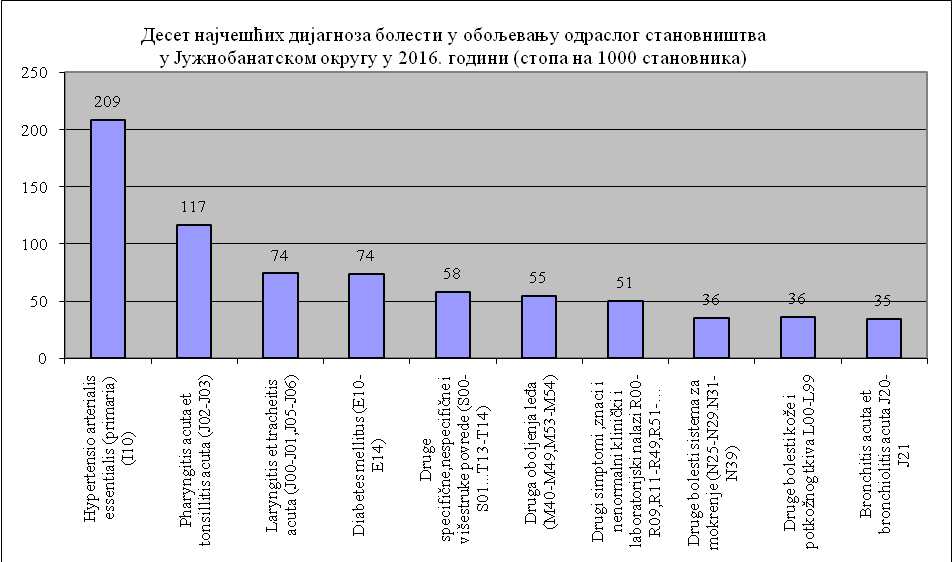 Десет најчешћих дијагноза болести у обољевању одраслог становништва
у Јужнобанатском округу у 2016. години (стопа на 1000 становника)
250
200
150
100
50
0
209
117
74
74
58
55
51
36
36
35
Hypertensio arterialis
essentialis (primaria)
(I10)
Pharyngitis acuta et
tonsillitis acuta (J02-J03)
Laryngitis et tracheitis
acuta (J00-J01,J05-J06)
Diabetes mellitus (E10-
E14)
Druge
specifične,nespecifične i
višestruke povrede (S00-
S01...T13-T14)
Druga oboljenja leđa
(M40-M49,M53-M54)
Drugi simptomi ,znaci i
nenormalni klinički i
laboratorijski nalazi R00-
R09,R11-R49,R51-...
Druge bolesti sistema za
mokrenje (N25-N29 N31-
N39)
Druge bolesti kože i
potkožnog tkiva L00-L99
Bronchitis acuta et
bronchiolitis acuta J20-
J21